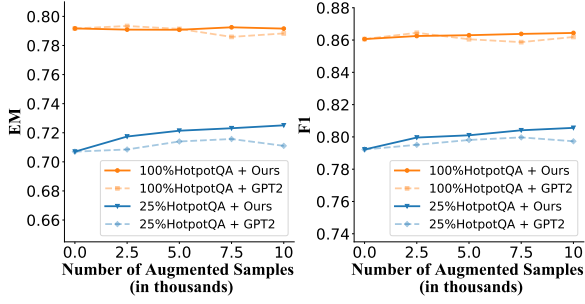 0.80
0.78
0.76
0.74
0.72
0.70
0.68
0.66
EM
100%HotpotQA + Ours
100%HotpotQA + GPT2
25%HotpotQA + Ours
25%HotpotQA + GPT2
0.0 2.5 5.0 7.5 10
Number of Augmented Samples
(in thousands)
0.88
0.86
0.84
0.82
0.80
0.78
0.76
0.74
F1
100%HotpotQA + Ours
100%HotpotQA + GPT2
25%HotpotQA + Ours
25%HotpotQA + GPT2
0.0 2.5 5.0 7.5 10
Number of Augmented Samples
(in thousands)